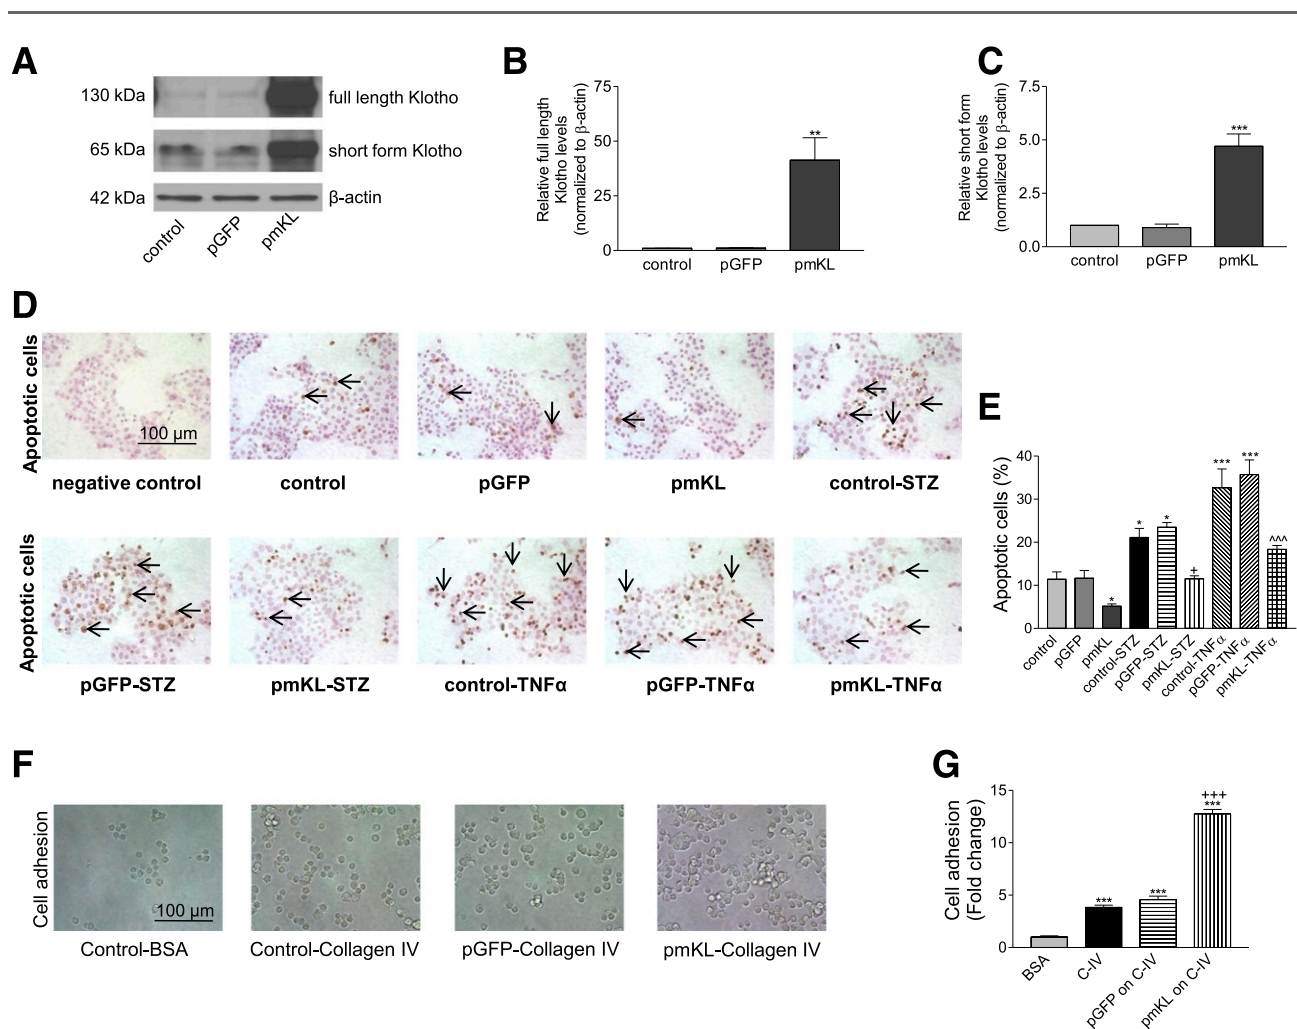 A
130 kDa
full length Klotho
65 kDa
short form Klotho
42 kDa
β-actin
control
pGFP
pmKL
B
Relative full length
Klotho levels
(normalized to β-actin)
75
50
25
0
**
control
pGFP
pmKL
C
Relative short form
Klotho levels
(normalized to β-actin)
7.5
5.0
2.5
0.0
***
control
pGFP
pmKL
D
Apoptotic cells
100 µm
negative control
control
pGFP
pmKL
control-STZ
Apoptotic cells
pGFP-STZ
pmKL-STZ
control-TNFα
pGFP-TNFα
pmKL-TNFα
E
Apoptotic cells (%)
40
30
20
10
0
*
*
*
+
***
***
^^^
control
pGFP
pmKL
control-STZ
pGFP-STZ
pmKL-STZ
control-TNFα
pGFP-TNFα
pmKL-TNFα
F
Cell adhesion
100 µm
Control-BSA
Control-Collagen IV
pGFP-Collagen IV
pmKL-Collagen IV
G
Cell adhesion
(Fold change)
15
10
5
0
***
***
+++
***
BSA
C-IV
pGFP on C-IV
pmKL on C-IV